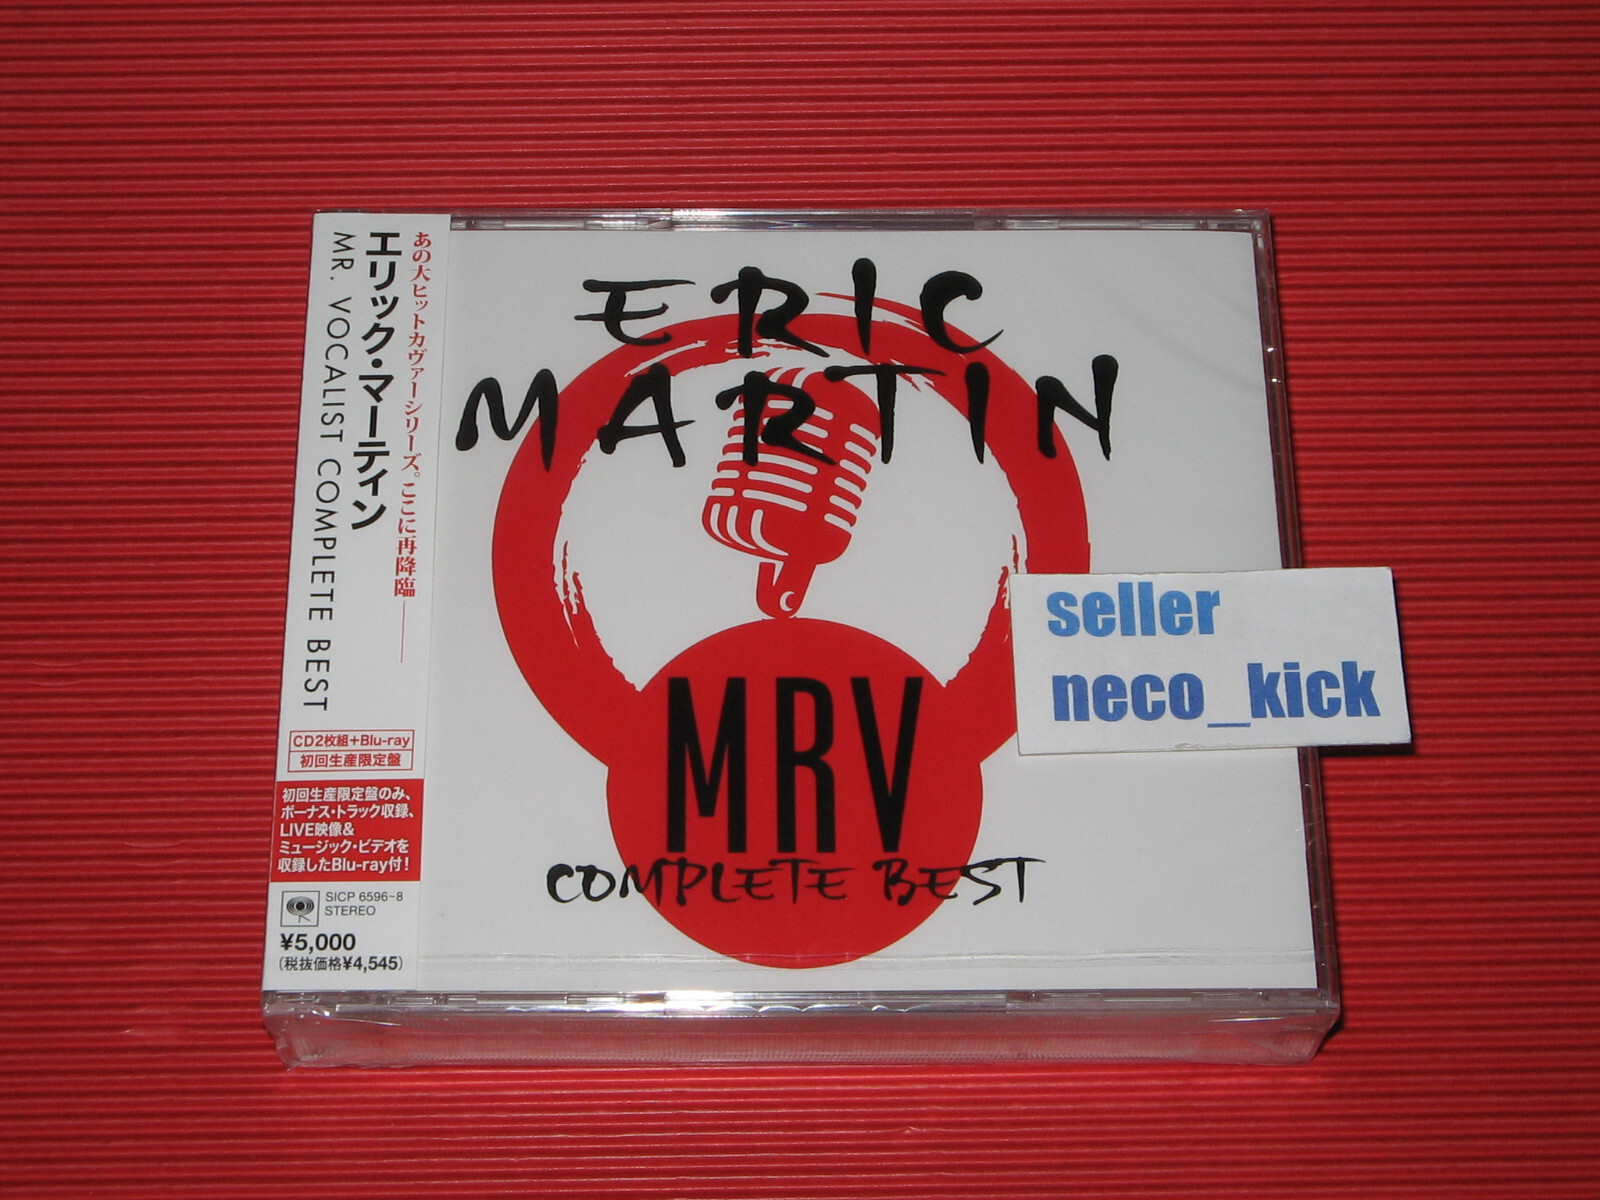 あの大ヒットカヴァーシリーズ。ここに再降臨――
エリック・マーティン
MR. VOCALIST COMPLETE BEST
CD2枚組+Blu-ray
初回生産限定盤
初回生産限定盤のみ、
ボーナス・トラック収録、
LIVE映像&
ミュージック・ビデオを
収録したBlu-ray付!
SICP 6596~8
STEREO
¥5,000
(税抜価格¥4,545)
ERIC
MARTIN
MRV
COMPLETE BEST
seller
neco_kick